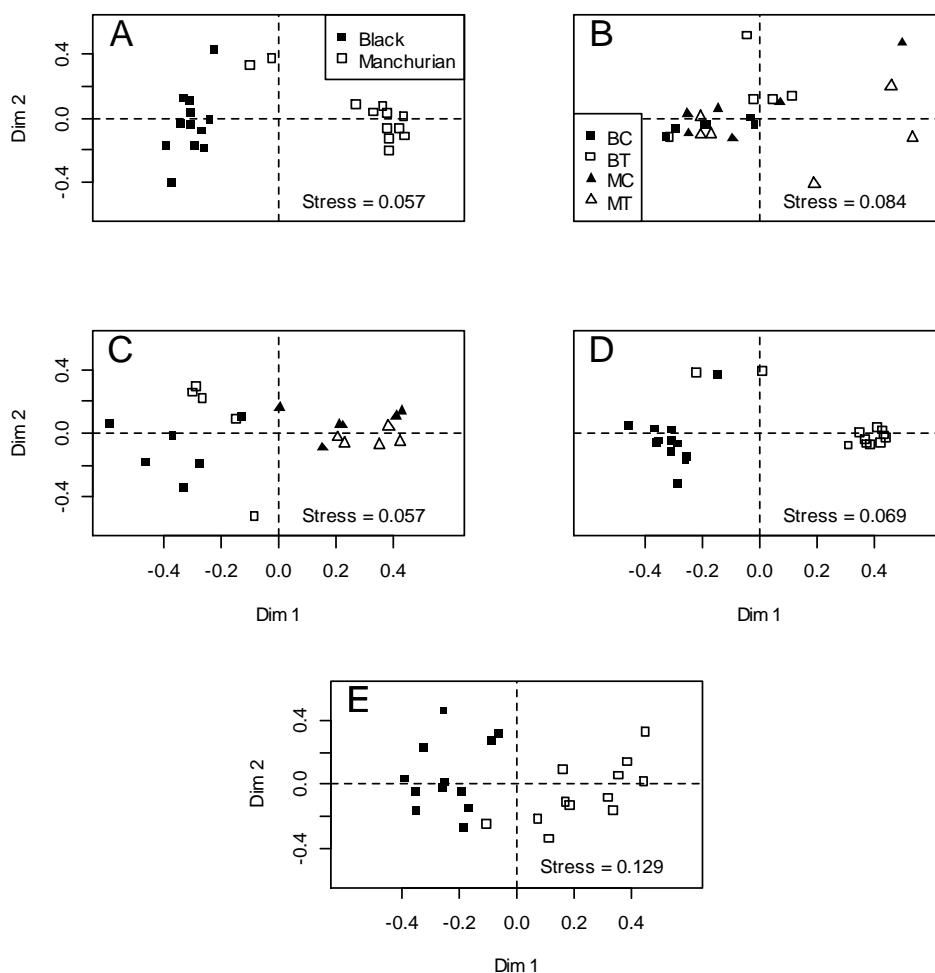 A
Black
Manchurian
Dim 2
0.4
0.0
-0.4
Stress = 0.057
B
BC
BT
MC
MT
Stress = 0.084
C
Dim 2
0.4
0.0
-0.4
Stress = 0.057
-0.4
-0.2
0.0
0.2
0.4
Dim 1
D
Stress = 0.069
-0.4
-0.2
0.0
0.2
0.4
Dim 1
E
Dim 2
0.4
0.0
-0.4
Stress = 0.129
-0.4
-0.2
0.0
0.2
0.4
Dim 1